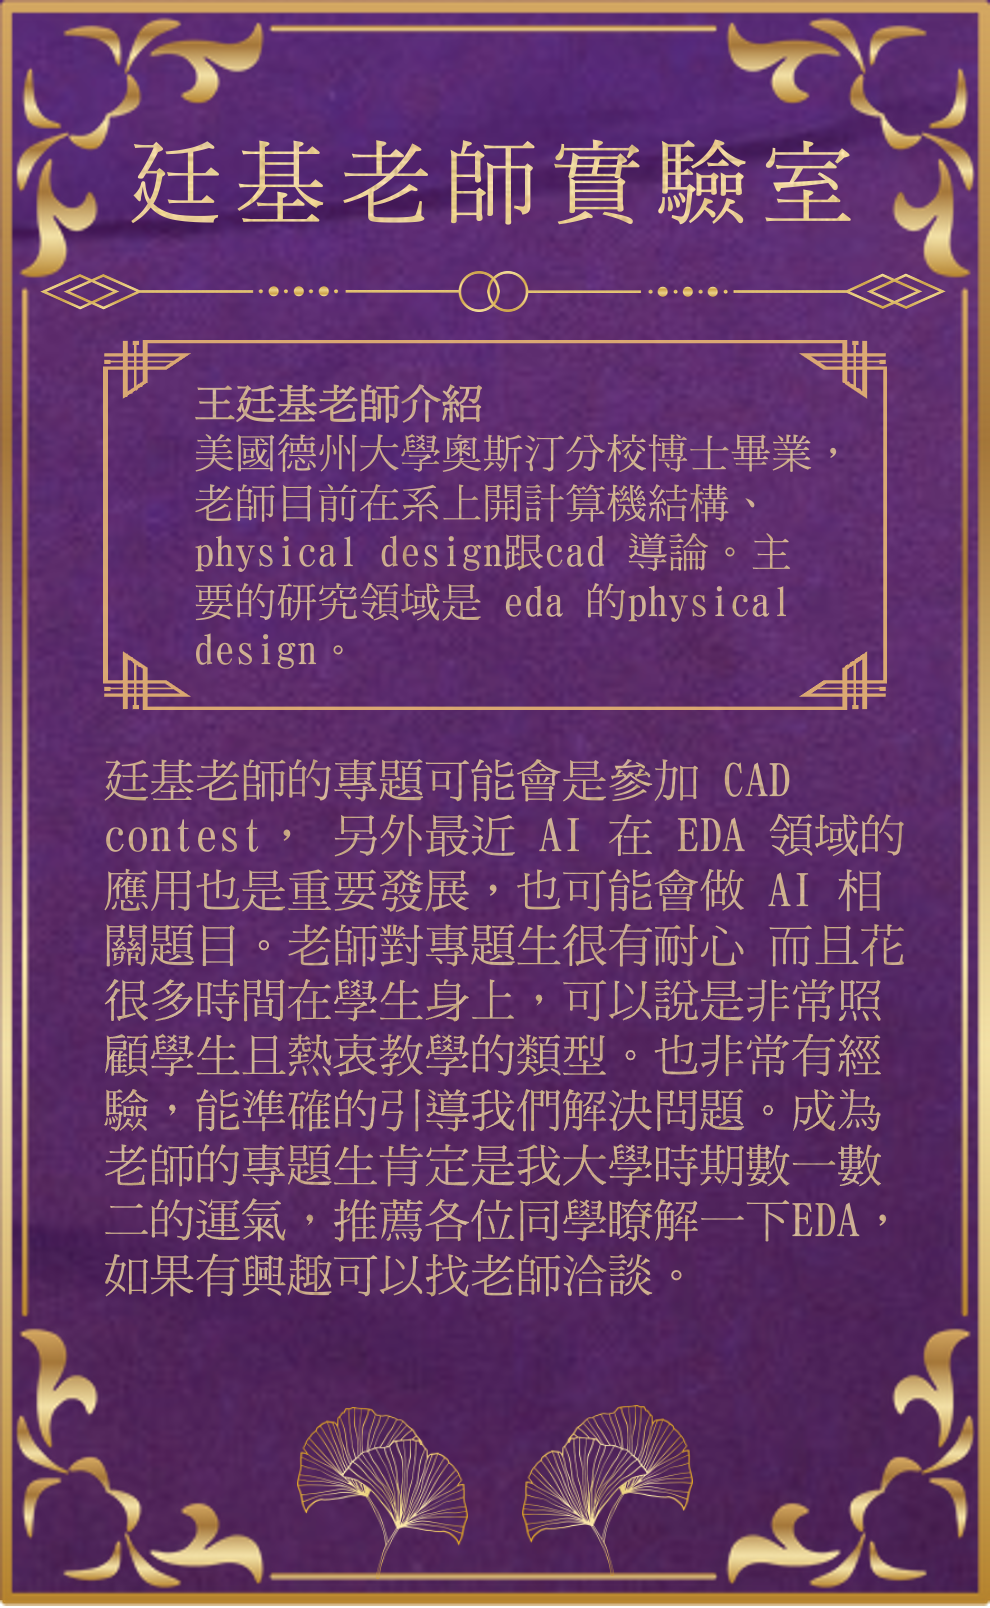 廷基老師實驗室
王廷基老師介紹
美國德州大學奧斯汀分校博士畢業，
老師目前在系上開計算機結構、
physical design跟cad 導論。主
要的研究領域是 eda 的physical
design。
廷基老師的專題可能會是參加 CAD
contest， 另外最近 AI 在 EDA 領域的
應用也是重要發展，也可能會做 AI 相
關題目。老師對專題生很有耐心 而且花
很多時間在學生身上，可以說是非常照
顧學生且熱衷教學的類型。也非常有經
驗，能準確的引導我們解決問題。成為
老師的專題生肯定是我大學時期數一數
二的運氣，推薦各位同學瞭解一下EDA，
如果有興趣可以找老師洽談。